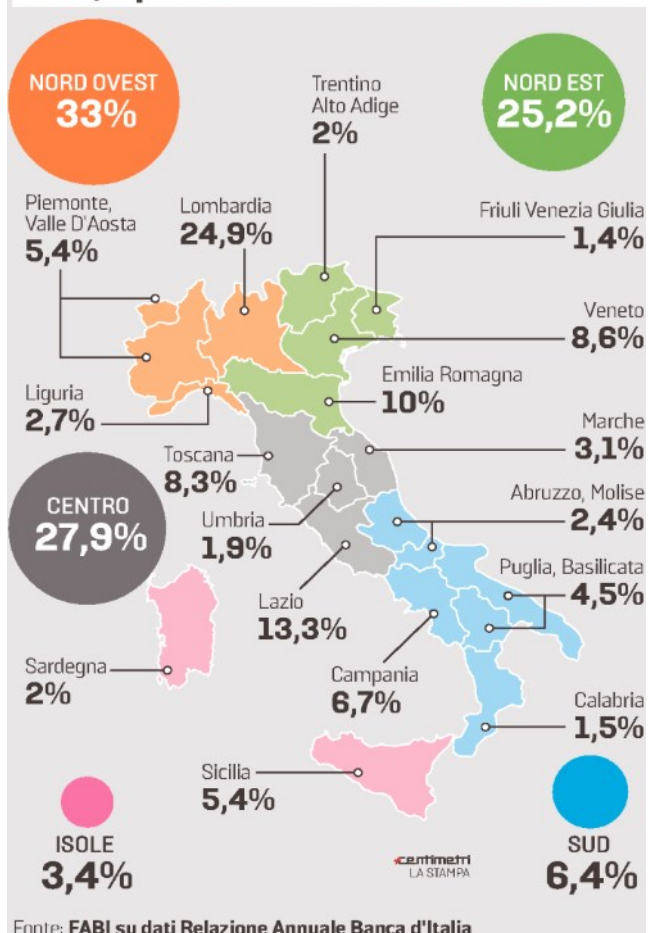 NORD OVEST
33%
Trentino
Alto Adige
2%
NORD EST
25,2%
Piemonte,
Valle D'Aosta
5,4%
Lombardia
24,9%
Friuli Venezia Giulia
1,4%
Veneto
8,6%
Emilia Romagna
10%
Liguria
2,7%
Marche
3,1%
Toscana
8,3%
Abruzzo, Molise
2,4%
CENTRO
27,9%
Umbria
1,9%
Puglia, Basilicata
4,5%
Lazio
13,3%
Sardegna
2%
Campania
6,7%
Calabria
1,5%
Sicilia
5,4%
ISOLE
3,4%
centimetri
LA STAMPA
SUD
6,4%
Fonte: FABI su dati Relazione Annuale Banca d'Italia